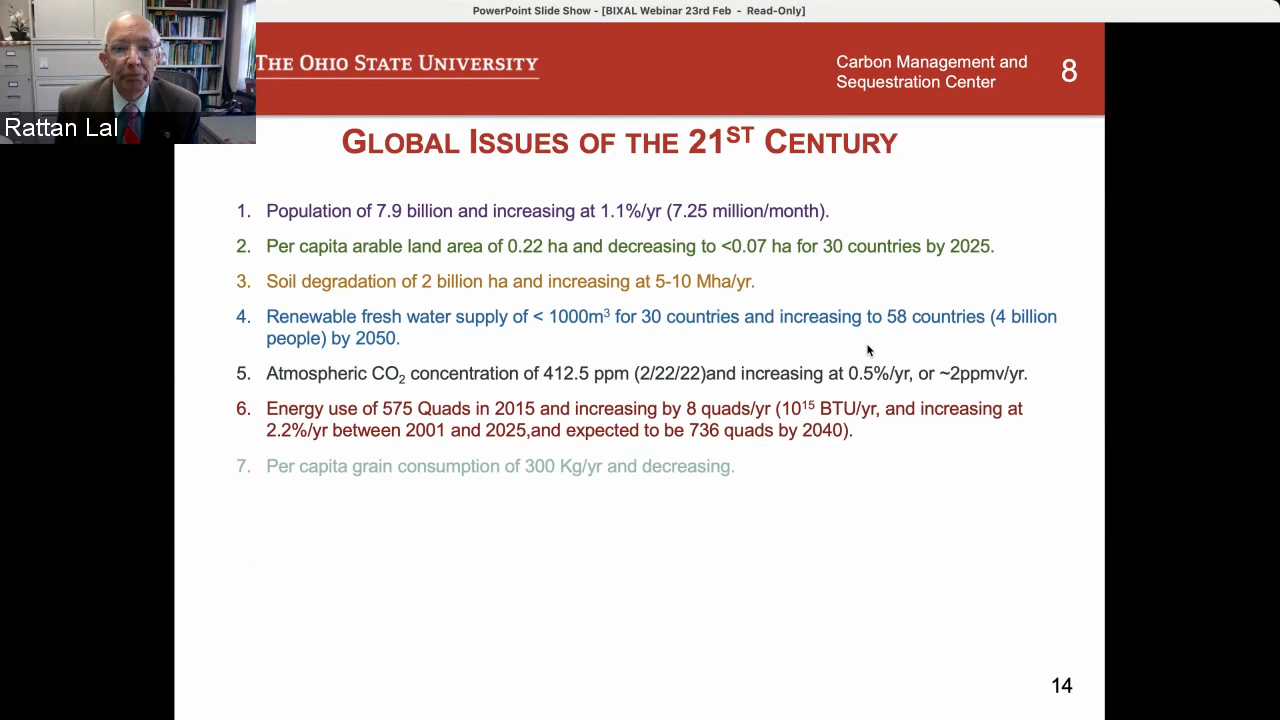 PowerPoint Slide Show - [BIXAL Webinar 23rd Feb - Read-Only]
THE OHIO STATE UNIVERSITY
Carbon Management and
Sequestration Center
8
Rattan Lal
GLOBAL ISSUES OF THE 21ST CENTURY
1. Population of 7.9 billion and increasing at 1.1%/yr (7.25 million/month).
2. Per capita arable land area of 0.22 ha and decreasing to <0.07 ha for 30 countries by 2025.
3. Soil degradation of 2 billion ha and increasing at 5-10 Mha/yr.
4. Renewable fresh water supply of < 1000m³ for 30 countries and increasing to 58 countries (4 billion
people) by 2050.
5. Atmospheric CO₂ concentration of 412.5 ppm (2/22/22)and increasing at 0.5%/yr, or ~2ppmv/yr.
6. Energy use of 575 Quads in 2015 and increasing by 8 quads/yr (10¹⁵ BTU/yr, and increasing at
2.2%/yr between 2001 and 2025,and expected to be 736 quads by 2040).
7. Per capita grain consumption of 300 Kg/yr and decreasing.
14